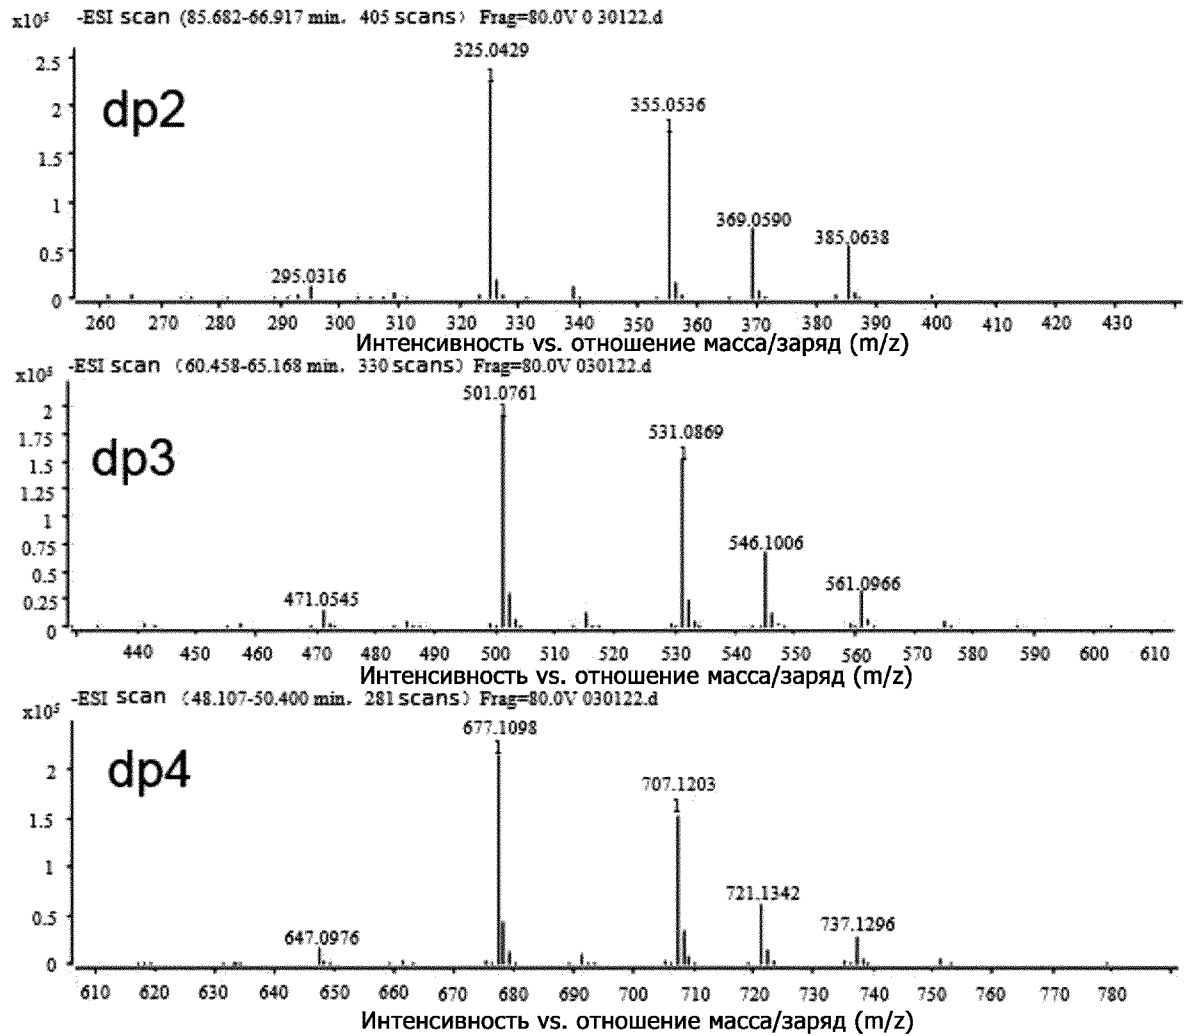 x10⁵ -ESI scan (85.682-66.917 min, 405 scans) Frag=80.0V 0 30122.d
325.0429
2.5
dp2
355.0536
2
1.5
1
369.0590
385.0638
0.5
295.0316
0
260 270 280 290 300 310 320 330 340 350 360 370 380 390 400 410 420 430
Интенсивность vs. отношение масса/заряд (m/z)
x10⁵ -ESI scan (60.458-65.168 min, 330 scans) Frag=80.0V 030122.d
501.0761
2
531.0869
1.75
dp3
1.5
1.25
1
546.1006
0.75
561.0966
0.5
471.0545
0.25
0
440 450 460 470 480 490 500 510 520 530 540 550 560 570 580 590 600 610
Интенсивность vs. отношение масса/заряд (m/z)
x10⁵ -ESI scan (48.107-50.400 min, 281 scans) Frag=80.0V 030122.d
677.1098
dp4
2
707.1203
1.5
1
721.1342
737.1296
0.5
647.0976
0
610 620 630 640 650 660 670 680 690 700 710 720 730 740 750 760 770 780
Интенсивность vs. отношение масса/заряд (m/z)